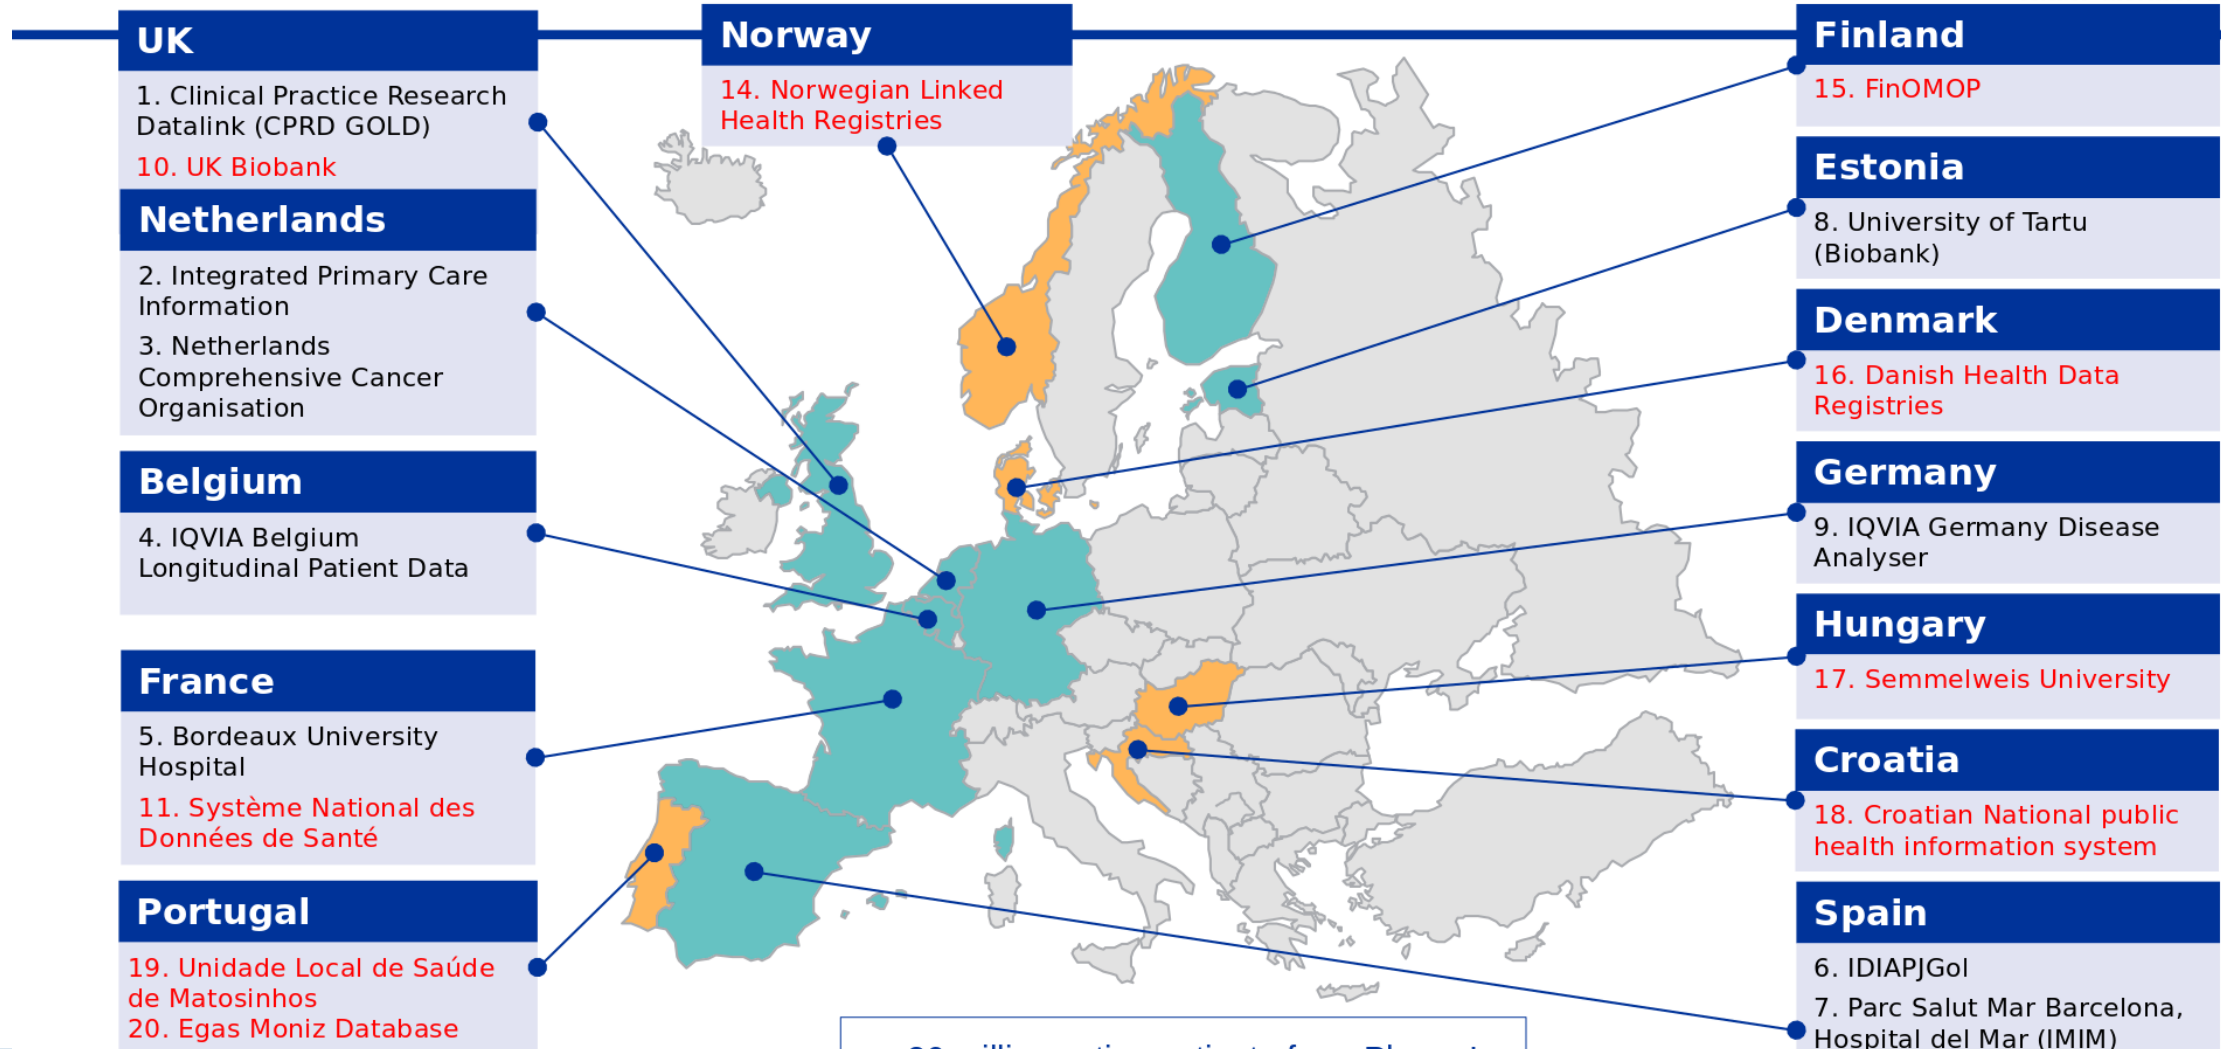 UK
1. Clinical Practice Research
Datalink (CPRD GOLD)
10. UK Biobank
Netherlands
2. Integrated Primary Care
Information
3. Netherlands
Comprehensive Cancer
Organisation
Belgium
4. IQVIA Belgium
Longitudinal Patient Data
France
5. Bordeaux University
Hospital
11. Système National des
Données de Santé
Portugal
19. Unidade Local de Saúde
de Matosinhos
20. Egas Moniz Database
Norway
14. Norwegian Linked
Health Registries
Finland
15. FinOMOP
Estonia
8. University of Tartu
(Biobank)
Denmark
16. Danish Health Data
Registries
Germany
9. IQVIA Germany Disease
Analyser
Hungary
17. Semmelweis University
Croatia
18. Croatian National public
health information system
Spain
6. IDIAPJGol
7. Parc Salut Mar Barcelona,
Hospital del Mar (IMIM)